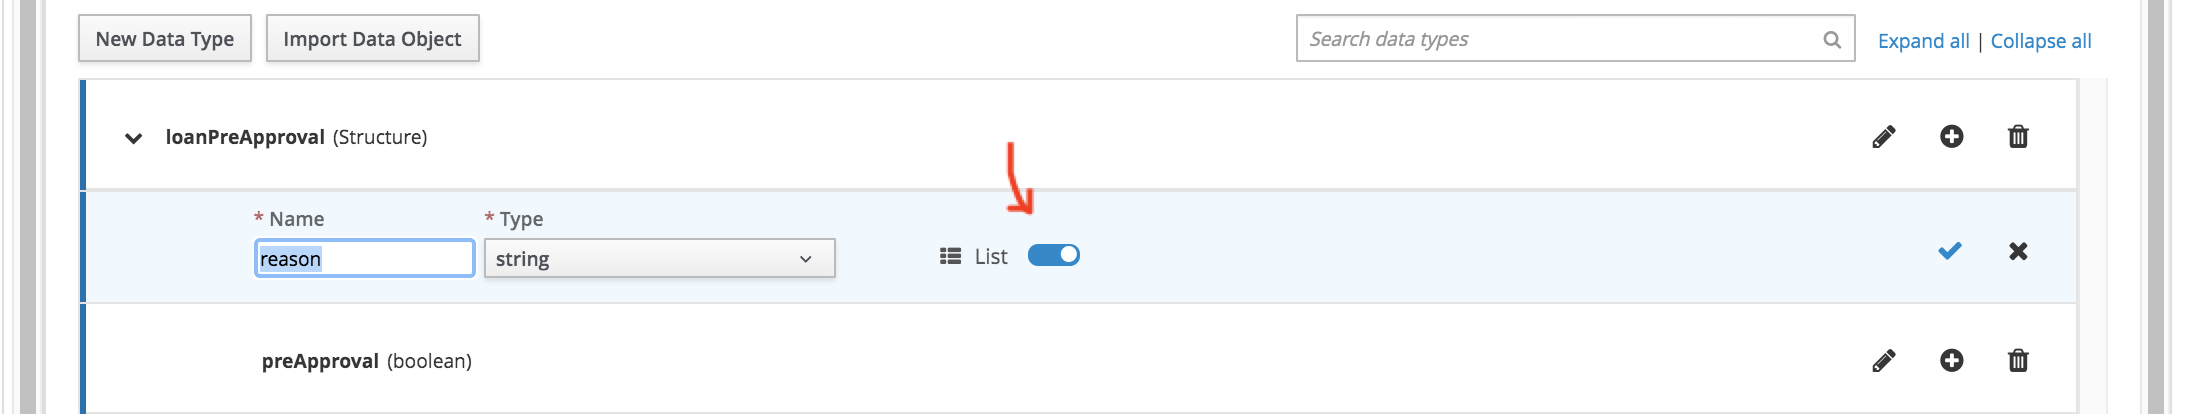 New Data Type Import Data Object Search data types Expand all | Collapse all
loanPreApproval (Structure)
* Name * Type
reason string List
preApproval (boolean)